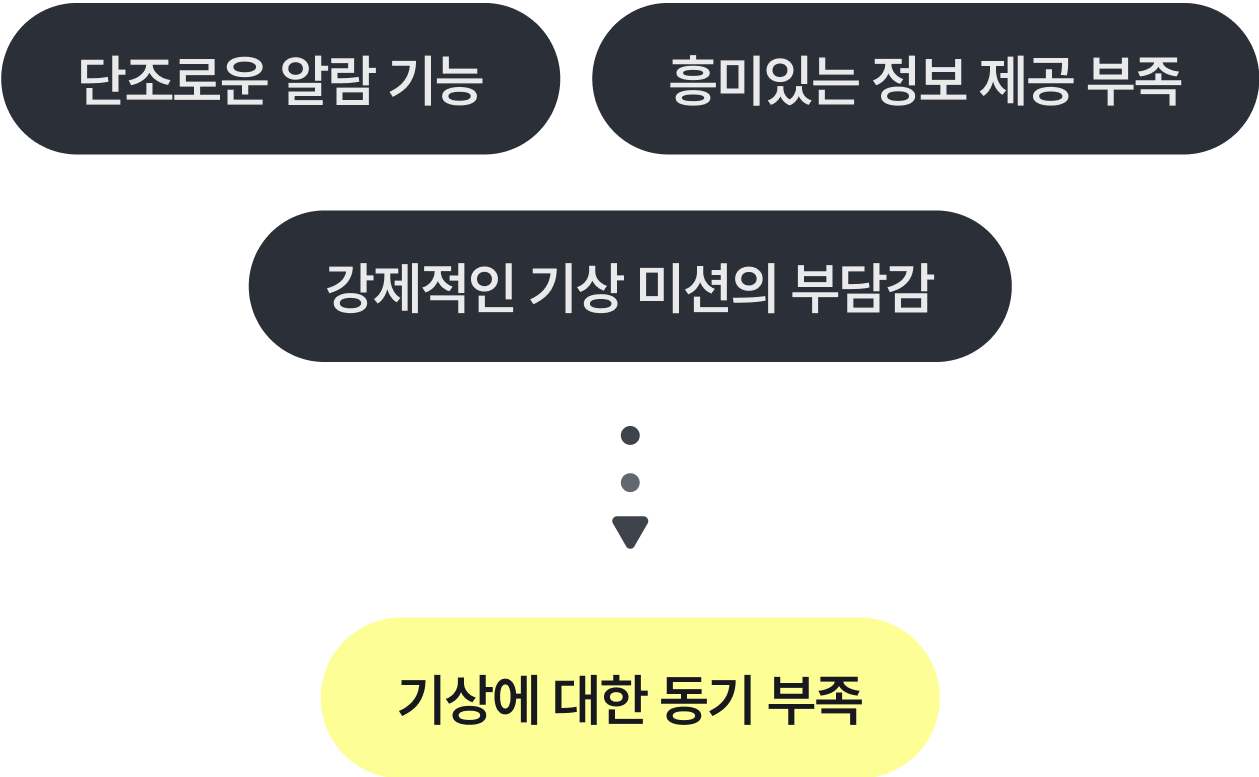 단조로운 알람 기능
흥미있는 정보 제공 부족
강제적인 기상 미션의 부담감
기상에 대한 동기 부족